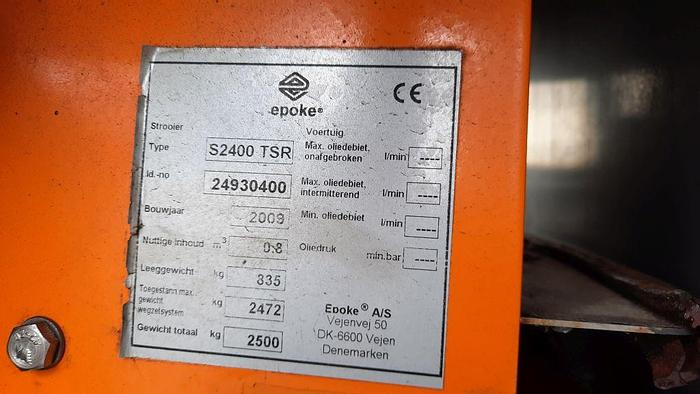 epoke®
CE
Strooier
Voertuig
Type S2400 TSR Max. oliedebiet, onafgebroken l/min ----
Id.-no 24930400 Max. oliedebiet, intermitterend l/min ----
Bouwjaar 2009 Min. oliedebiet l/min ----
Nuttige inhoud m³ 0.8 Oliedruk min.bar ----
Leeggewicht kg 335
Toegestann max. gewicht wegzetsystem kg 2472
Gewicht totaal kg 2500
Epoke® A/S
Vejenvej 50
DK-6600 Vejen
Denemarken